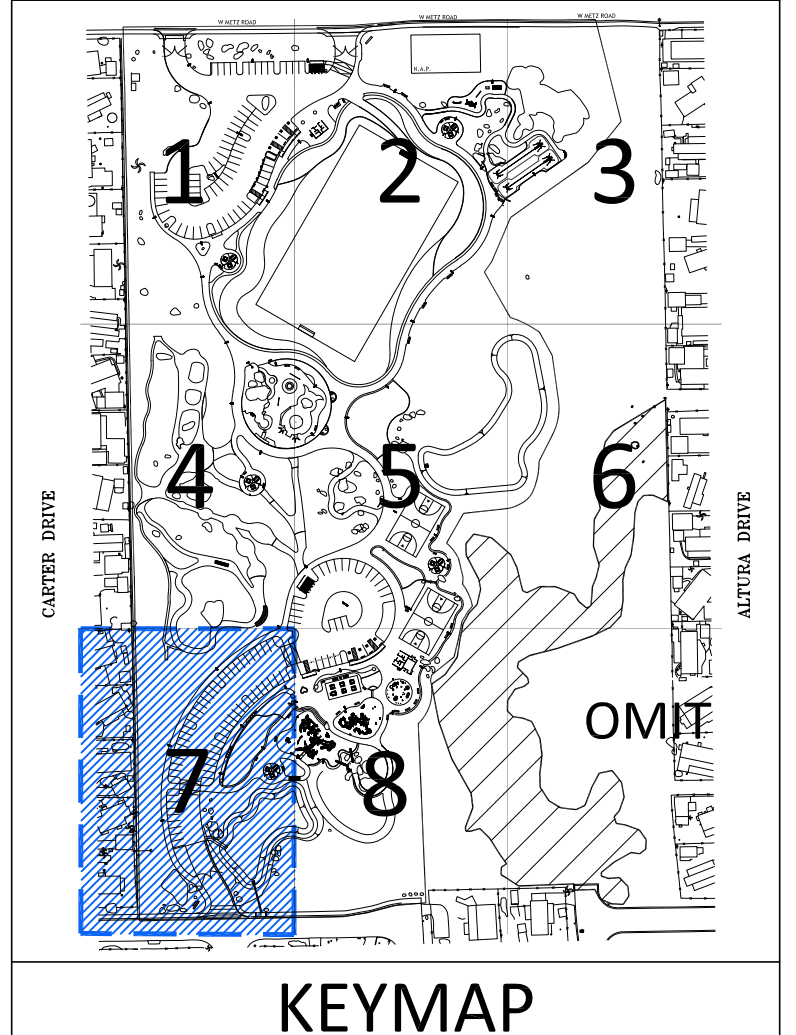 W METZ ROAD
W METZ ROAD
W METZ ROAD
N.A.P.
1
2
3
4
5
6
CARTER DRIVE
ALTURA DRIVE
7
8
OMIT
KEYMAP